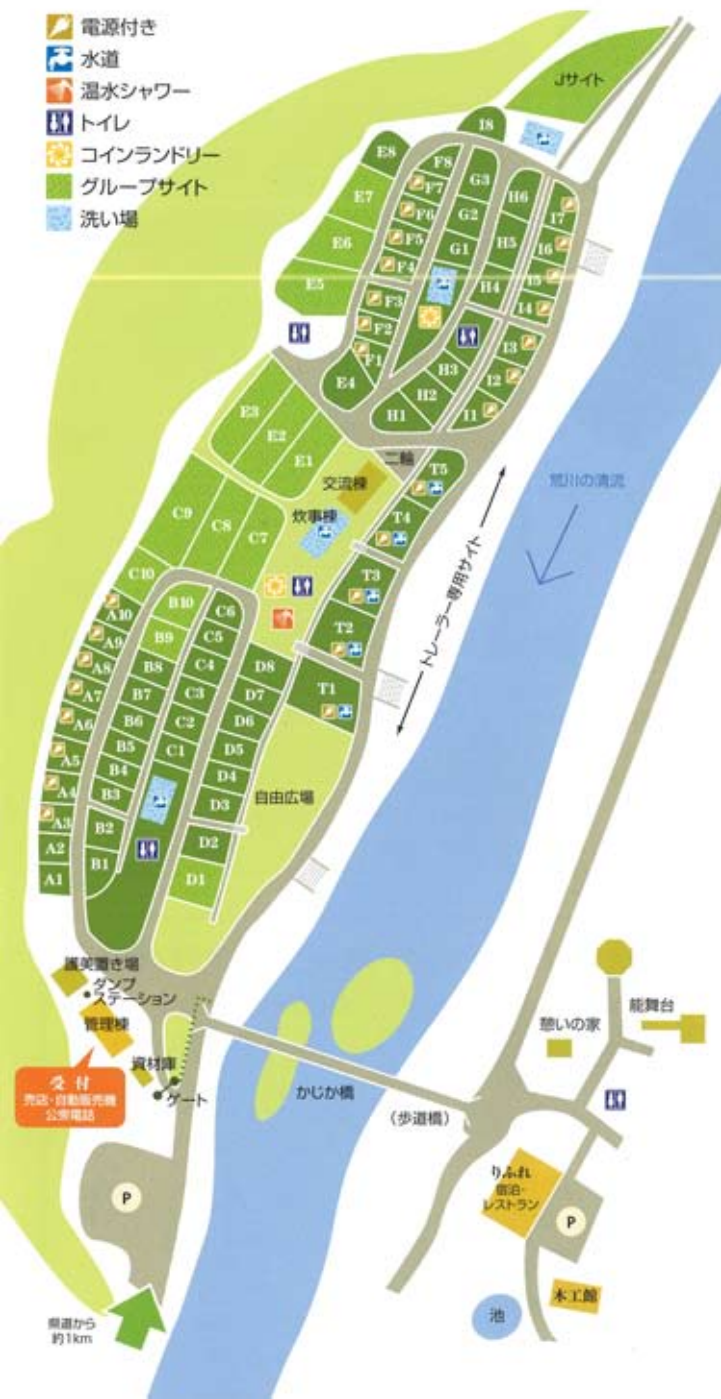 電源付き
水道
温水シャワー
トイレ
コインランドリー
グループサイト
洗い場
Jサイト
I8
E8
F8
G3
H6
I7
E7
F7
G2
F6
H5
I6
E6
F5
G1
F4
H4
I5
E5
F3
I4
F2
I3
F1
H3
I2
E4
H2
H1
I1
E3
E2
E1
二輪
T5
交流棟
荒川の清流
C9
C8
C7
炊事棟
T4
トレーラー専用サイト
C10
T3
A10
B10
C6
A9
B9
C5
T2
A8
B8
C4
D8
A7
B7
C3
D7
T1
A6
B6
C2
D6
A5
B5
C1
D5
A4
B4
D4
B3
D3
自由広場
A3
B2
A2
D2
A1
B1
D1
護美置き場
ダンプ
ステーション
管理棟
能舞台
憩いの家
資材庫
受付
売店・自動販売機
公衆電話
ゲート
かじか橋
(歩道橋)
りふれ
宿泊・
レストラン
P
P
木工館
池
県道から
約1km